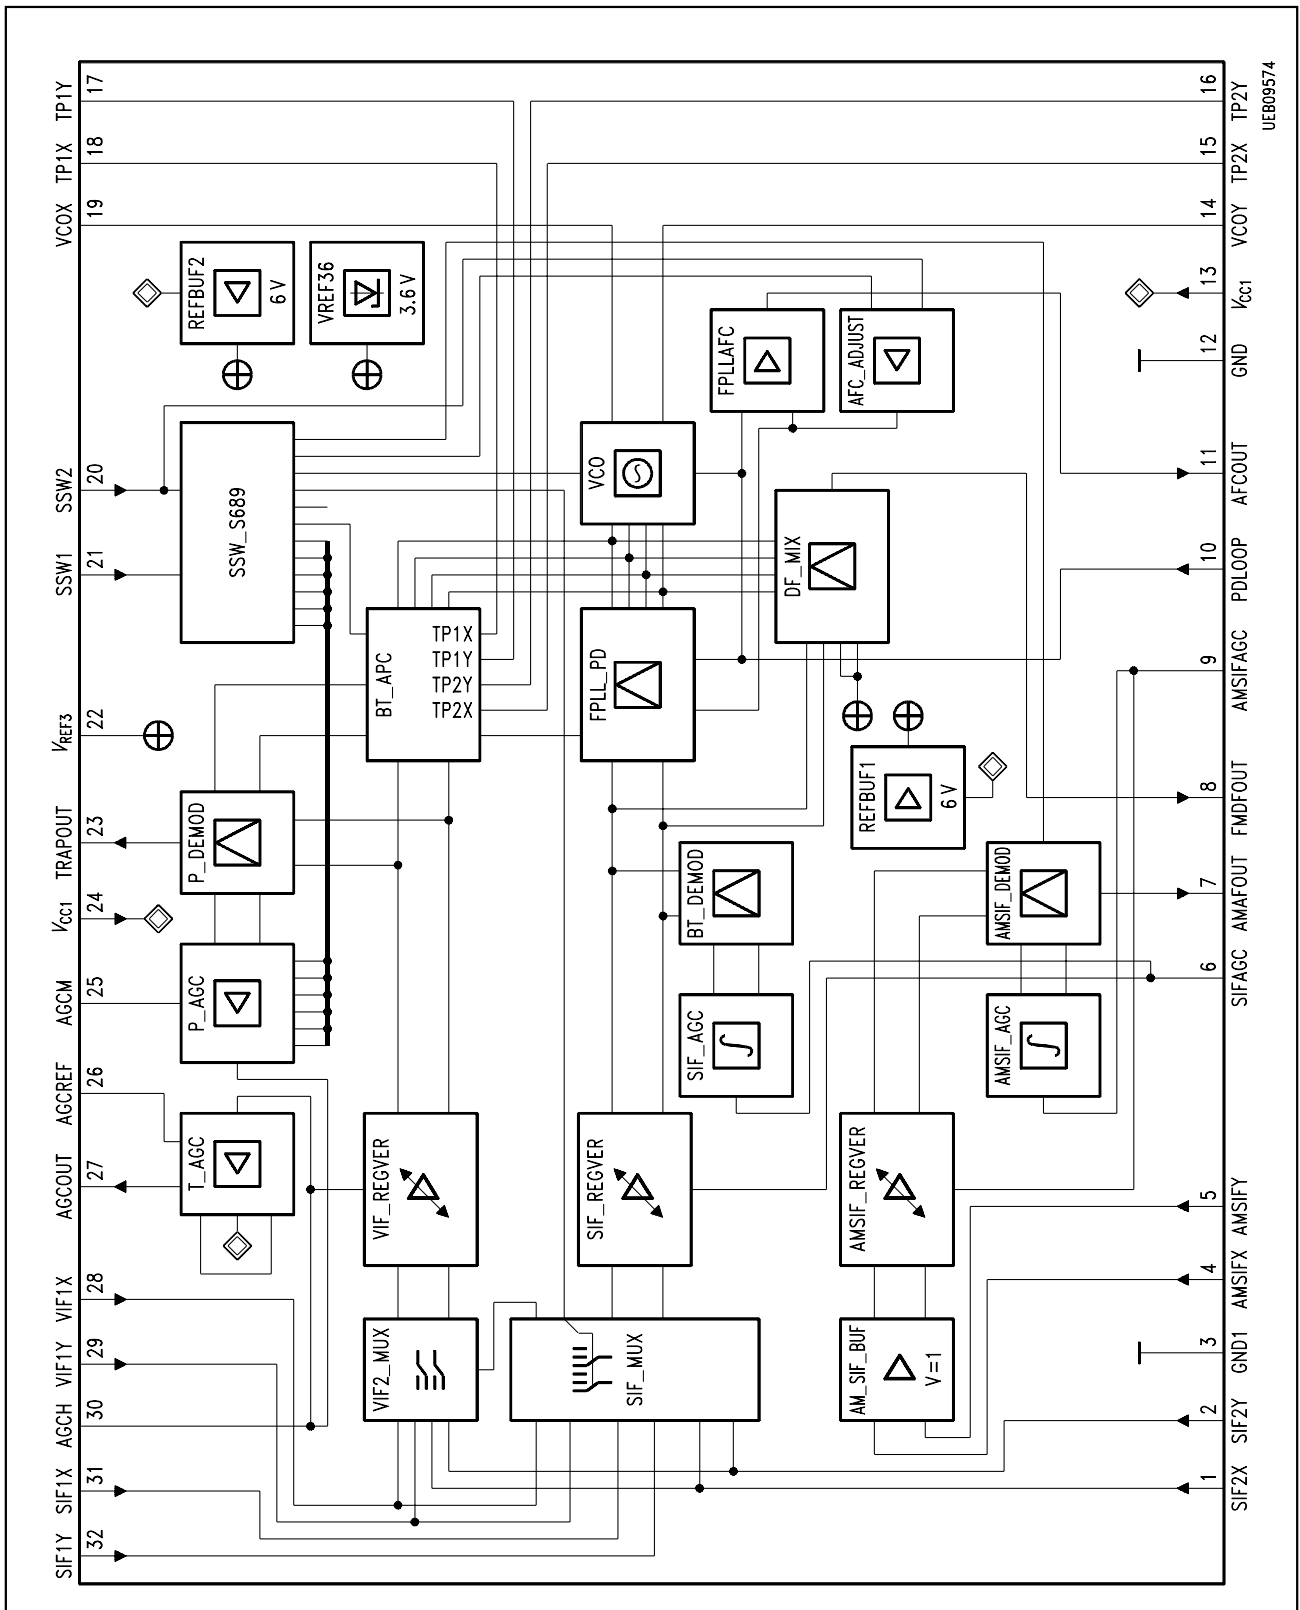 TP1Y
17
TP1X
18
VCOX
19
SSW2
20
SSW1
21
VREF3
22
TRAPOUT
23
VCC1
24
AGCM
25
AGCREF
26
AGCOUT
27
VIF1X
28
VIF1Y
29
AGCH
30
SIF1X
31
SIF1Y
32
REFBUF2
6 V
VREF36
3.6 V
SSW_S689
P_DEMOD
P_AGC
T_AGC
BT_APC
TP1X
TP1Y
TP2Y
TP2X
VIF_REGVER
VIF2_MUX
VCO
FPLL_PD
SIF_REGVER
SIF_MUX
FPLLAFC
AFC_ADJUST
DF_MIX
REFBUF1
6 V
BT_DEMOD
SIF_AGC
AMSIF_DEMOD
AMSIF_AGC
AMSIF_REGVER
AM_SIF_BUF
V=1
16
TP2Y
15
TP2X
14
VCOY
13
VCC1
12
GND
11
AFCOUT
10
PDLOOP
9
AMSIFAGC
8
FMDFOUT
7
AMAFOUT
6
SIFAGC
5
AMSIFY
4
AMSIFX
3
GND1
2
SIF2Y
1
SIF2X
UEB09574